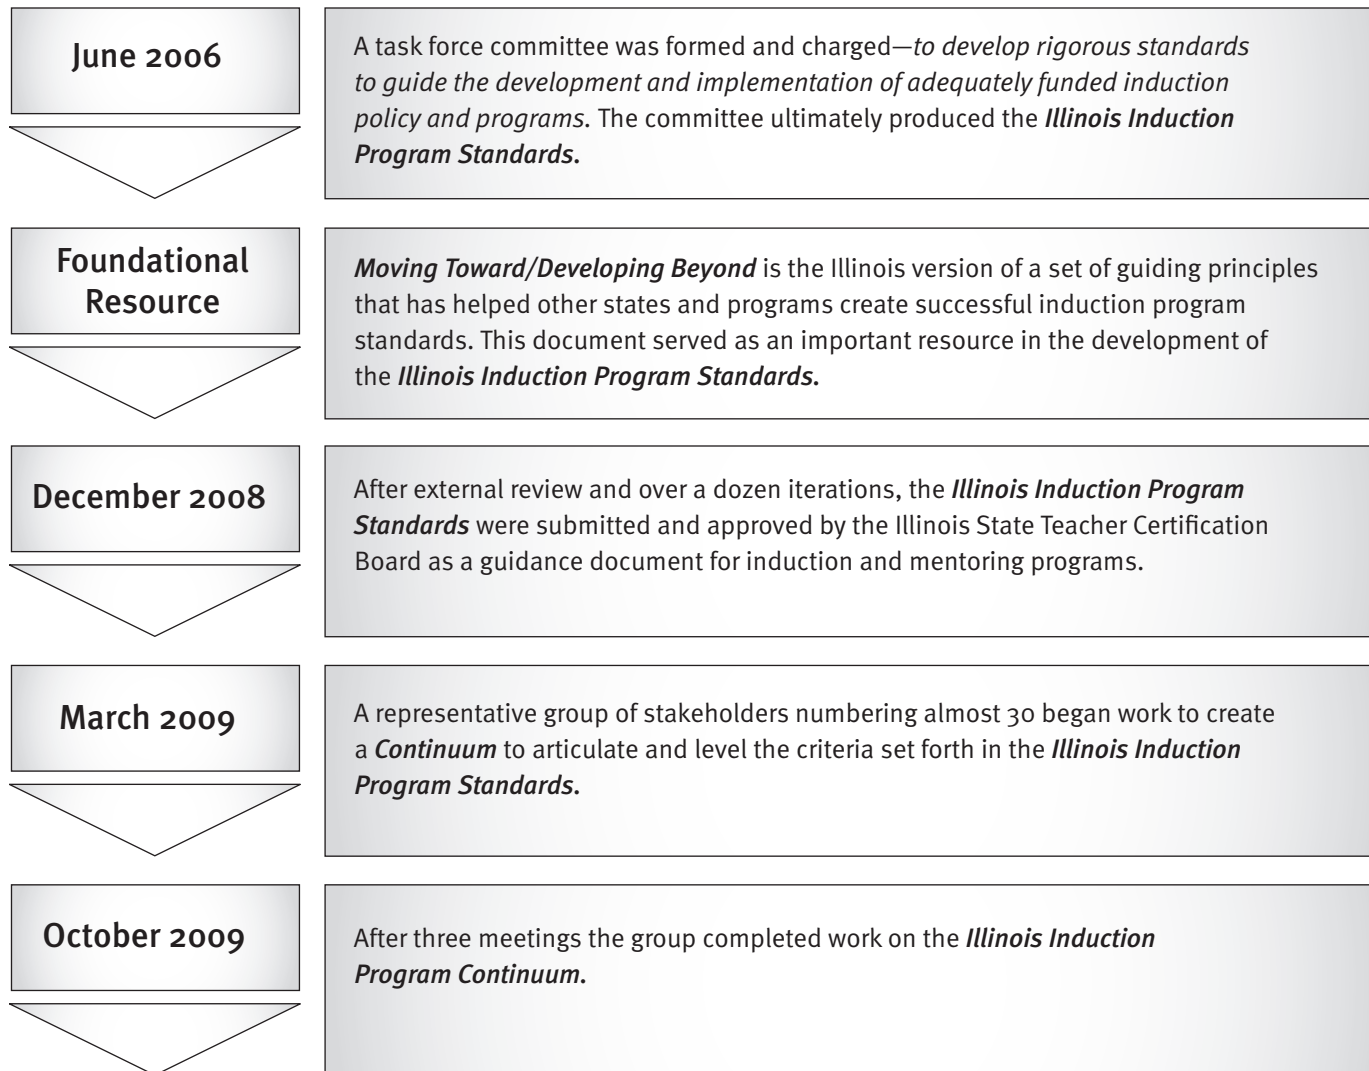 June 2006
A task force committee was formed and charged—to develop rigorous standards
to guide the development and implementation of adequately funded induction
policy and programs. The committee ultimately produced the Illinois Induction
Program Standards.
Foundational
Resource
Moving Toward/Developing Beyond is the Illinois version of a set of guiding principles
that has helped other states and programs create successful induction program
standards. This document served as an important resource in the development of
the Illinois Induction Program Standards.
December 2008
After external review and over a dozen iterations, the Illinois Induction Program
Standards were submitted and approved by the Illinois State Teacher Certification
Board as a guidance document for induction and mentoring programs.
March 2009
A representative group of stakeholders numbering almost 30 began work to create
a Continuum to articulate and level the criteria set forth in the Illinois Induction
Program Standards.
October 2009
After three meetings the group completed work on the Illinois Induction
Program Continuum.